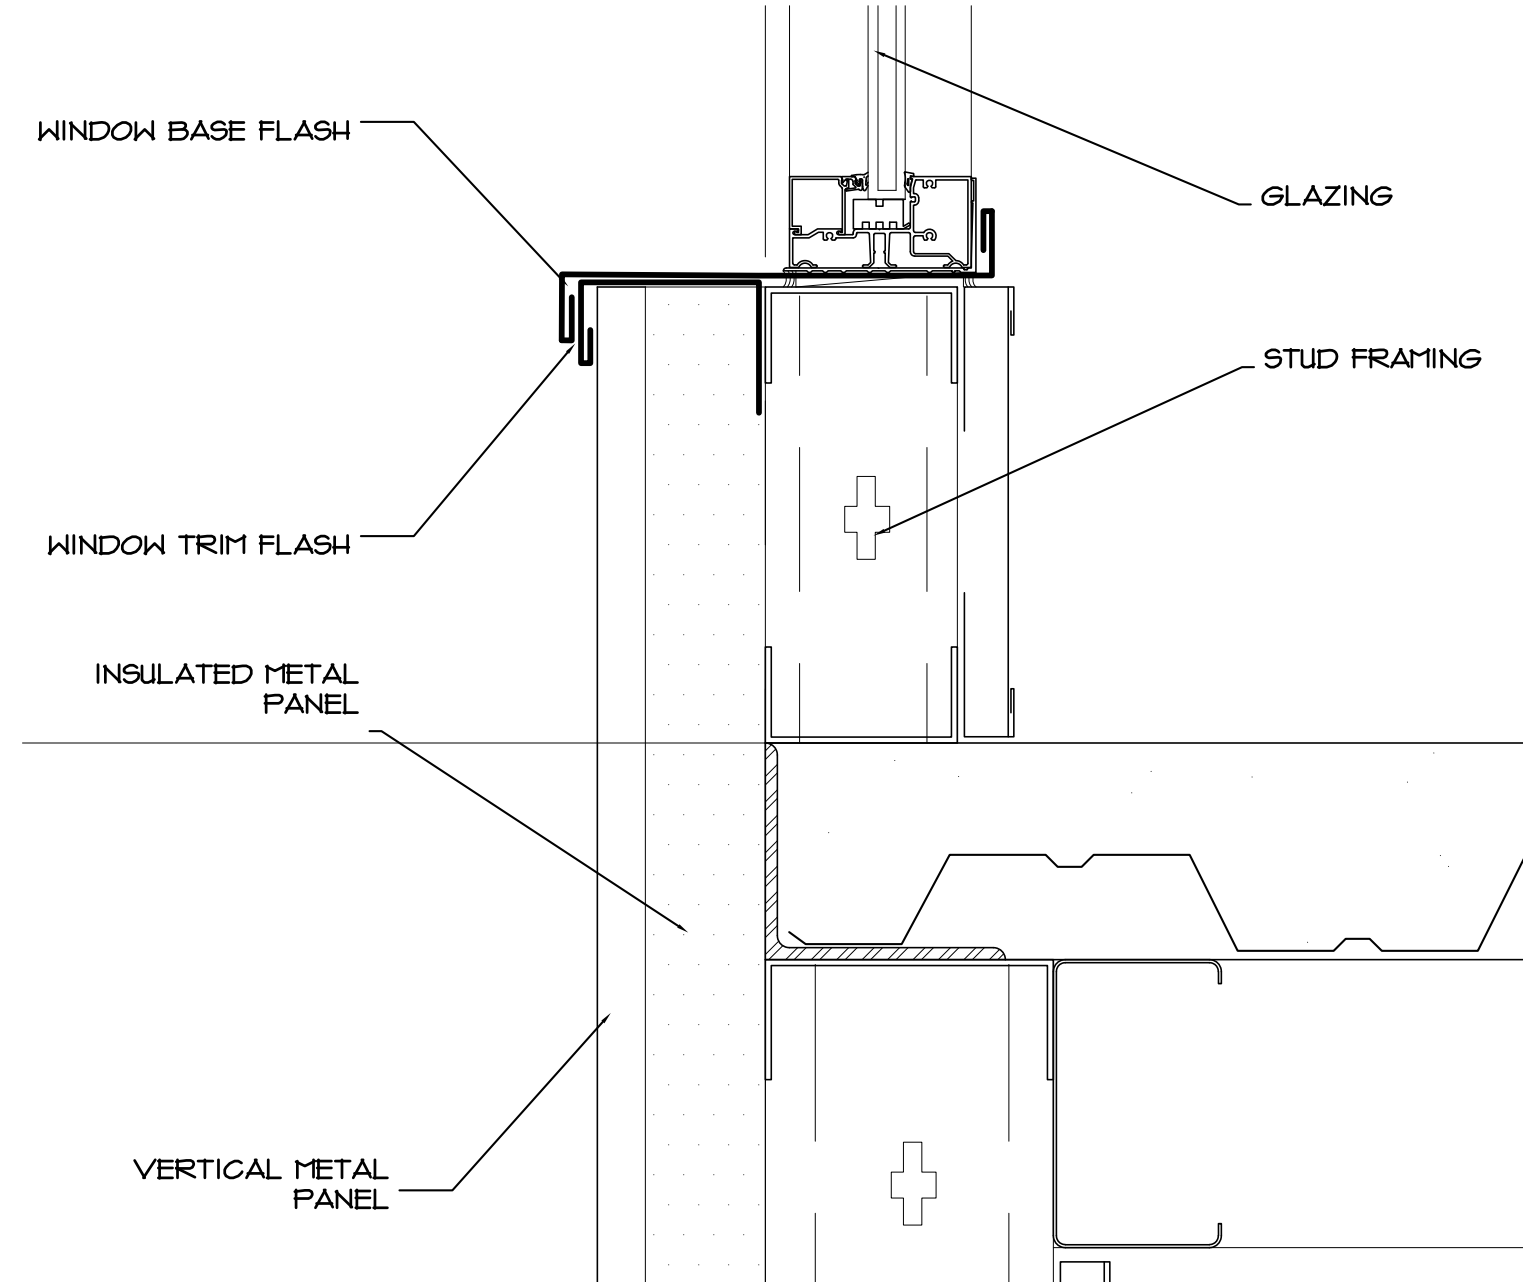 WINDOW BASE FLASH
GLAZING
STUD FRAMING
WINDOW TRIM FLASH
INSULATED METAL
PANEL
VERTICAL METAL
PANEL